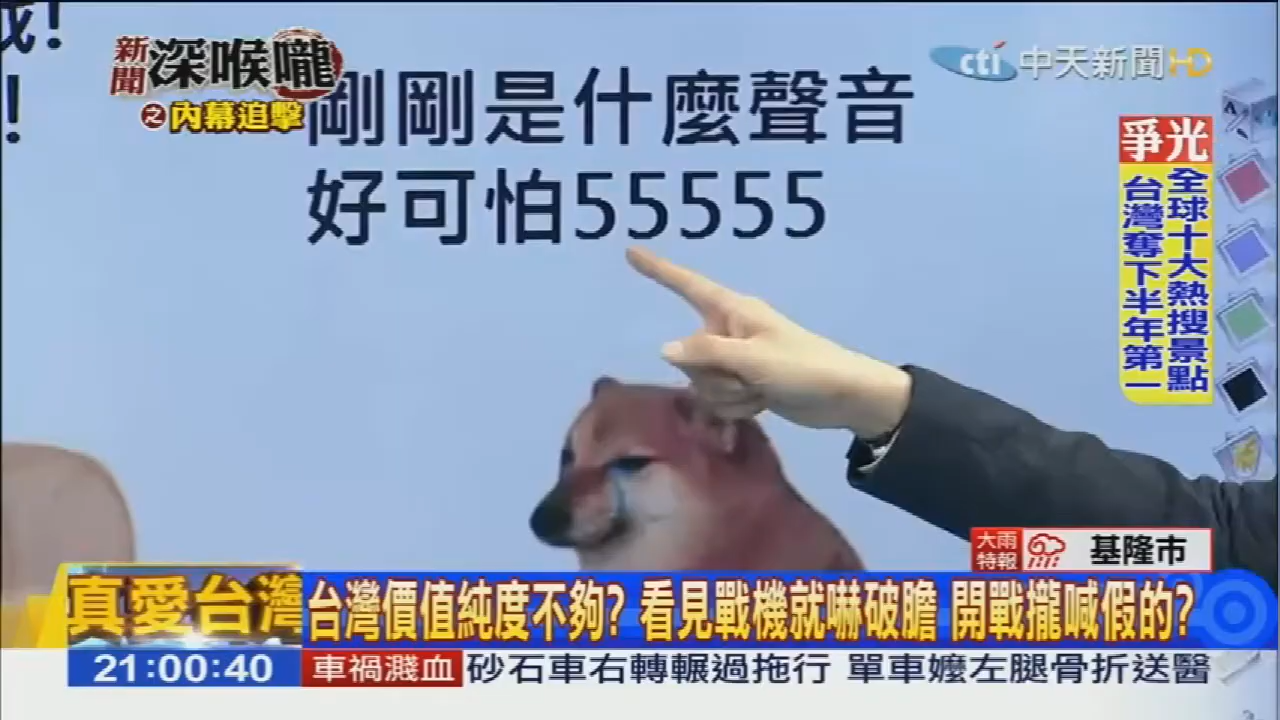 !
!
新聞
深喉嚨
之內幕追擊
剛剛是什麼聲音
好可怕55555
cti 中天新聞HD
爭光
全球十大熱搜景點
台灣奪下半年第一
大雨
特報
基隆市
真愛台灣
台灣價值純度不夠? 看見戰機就嚇破膽 開戰攏喊假的?
21:00:40
車禍濺血 砂石車右轉輾過拖行 單車嬤左腿骨折送醫